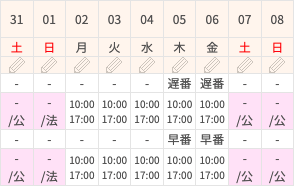 31 01 02 03 04 05 06 07 08
土 日 月 火 水 木 金 土 日
- - - - - 遅番 遅番 - -
- - 10:00 10:00 10:00 10:00 10:00 - -
/公 /法 17:00 17:00 17:00 17:00 17:00 /公 /公
- - - - - 早番 早番 - -
- - 10:00 10:00 10:00 10:00 10:00 - -
/公 /法 17:00 17:00 17:00 17:00 17:00 /公 /公